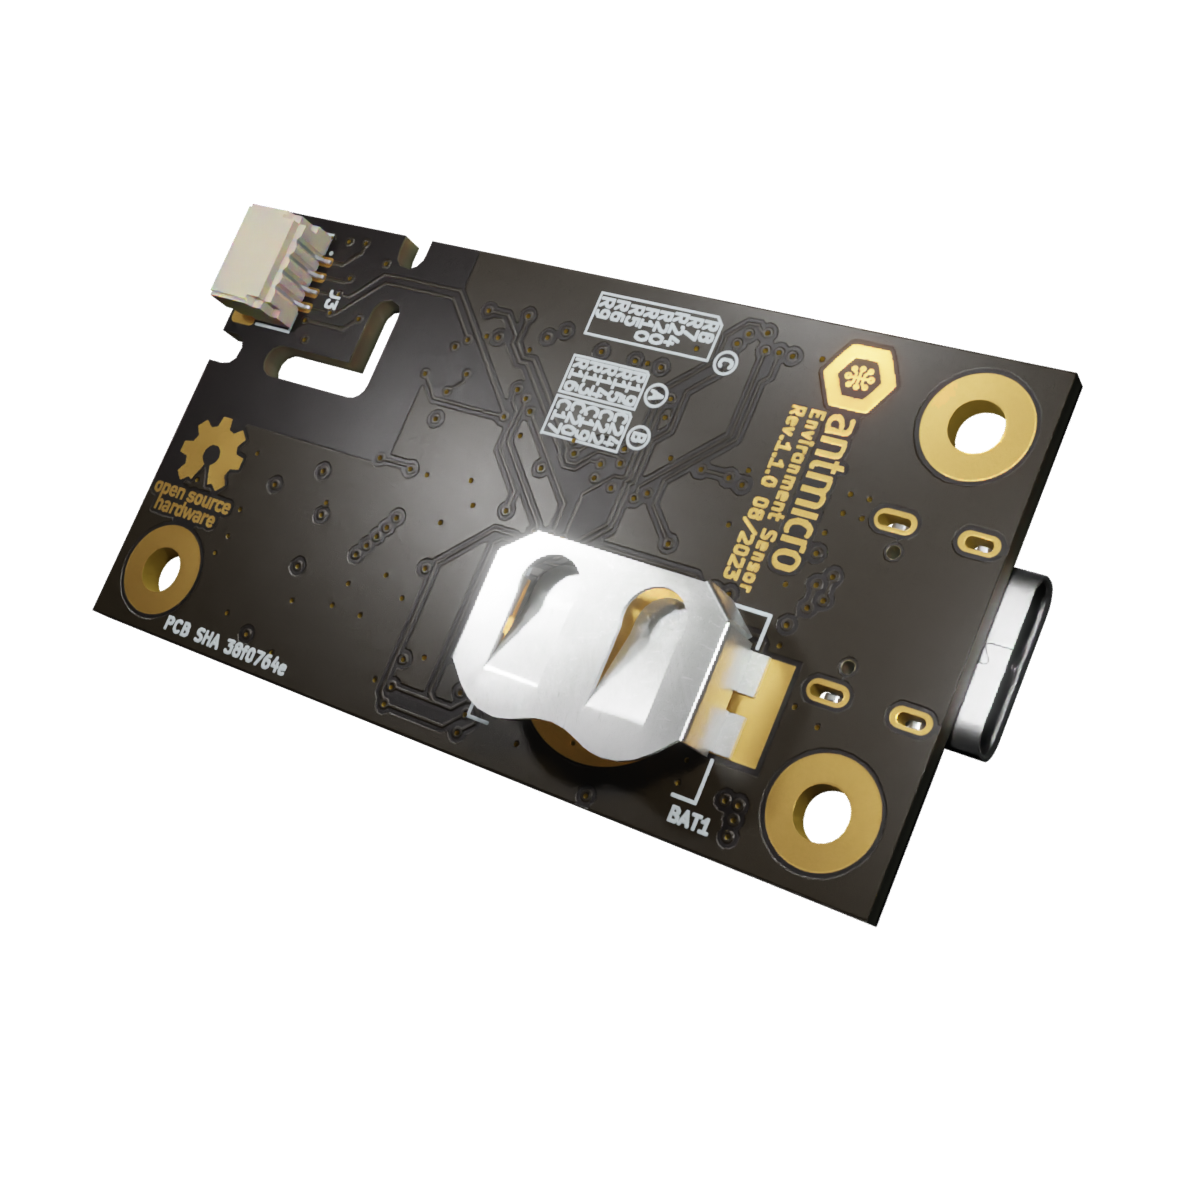 antmicro
Environment Sensor
Rev.1.1.0 08/2023
open source
hardware
PCB SHA 38f0764e
BAT1
J3
C
A
B